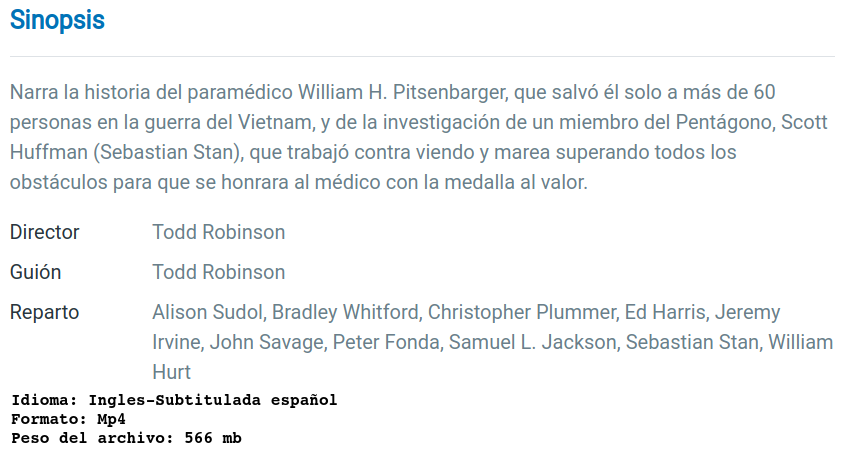 Sinopsis
Narra la historia del paramédico William H. Pitsenbarger, que salvó él solo a más de 60
personas en la guerra del Vietnam, y de la investigación de un miembro del Pentágono, Scott
Huffman (Sebastian Stan), que trabajó contra viendo y marea superando todos los
obstáculos para que se honrara al médico con la medalla al valor.
Director Todd Robinson
Guión Todd Robinson
Reparto Alison Sudol, Bradley Whitford, Christopher Plummer, Ed Harris, Jeremy
Irvine, John Savage, Peter Fonda, Samuel L. Jackson, Sebastian Stan, William
Hurt
Idioma: Ingles-Subtitulada español
Formato: Mp4
Peso del archivo: 566 mb